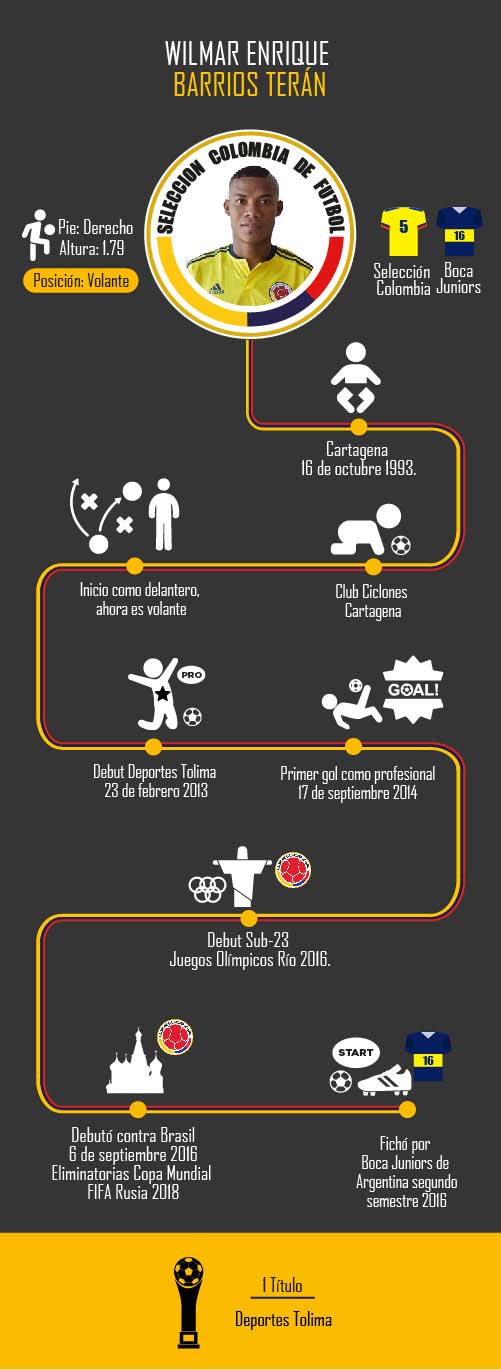 WILMAR ENRIQUE
BARRIOS TERÁN
SELECCION COLOMBIA DE FUTBOL
Pie: Derecho
Altura: 1.79
Posición: Volante
5
16
Selección
Colombia
Boca
Juniors
adidas
Cartagena
16 de octubre 1993.
Inicio como delantero,
ahora es volante
Club Ciclones
Cartagena
PRO
GOAL!
Debut Deportes Tolima
23 de febrero 2013
Primer gol como profesional
17 de septiembre 2014
Debut Sub-23
Juegos Olímpicos Río 2016.
START
16
Debutó contra Brasil
6 de septiembre 2016
Eliminatorias Copa Mundial
FIFA Rusia 2018
Fichó por
Boca Juniors de
Argentina segundo
semestre 2016
1 Título
Deportes Tolima